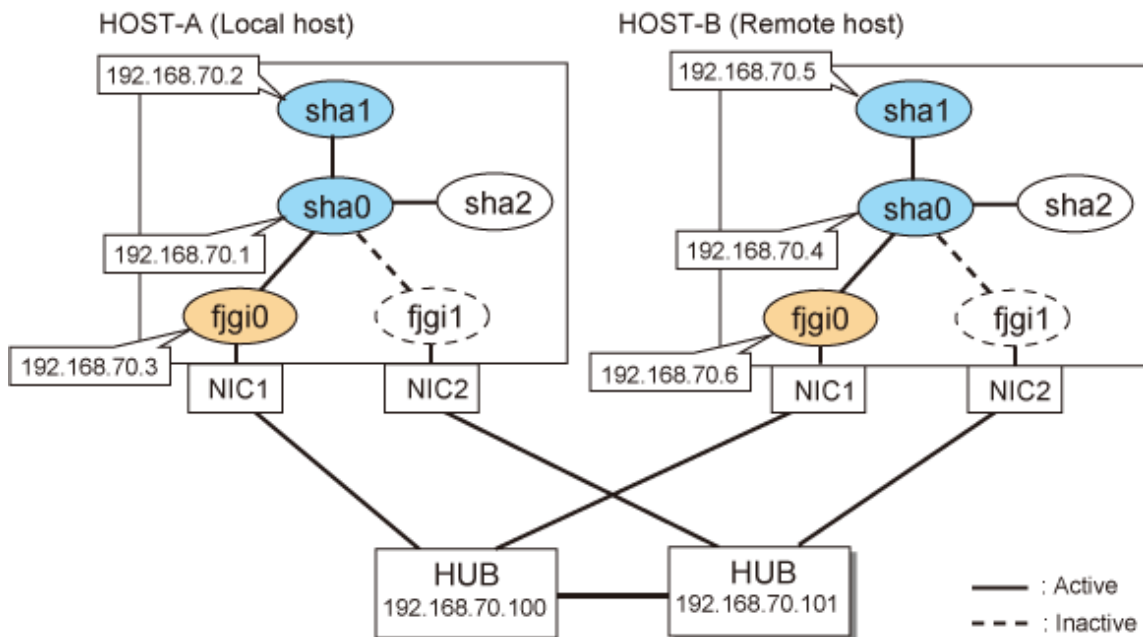 HOST-A (Local host)
HOST-B (Remote host)
192.168.70.2
192.168.70.5
sha1
sha1
sha0
sha2
sha0
sha2
192.168.70.1
192.168.70.4
fjgi0
fjgi1
fjgi0
fjgi1
192.168.70.3
192.168.70.6
NIC1
NIC2
NIC1
NIC2
HUB
192.168.70.100
HUB
192.168.70.101
: Active
: Inactive